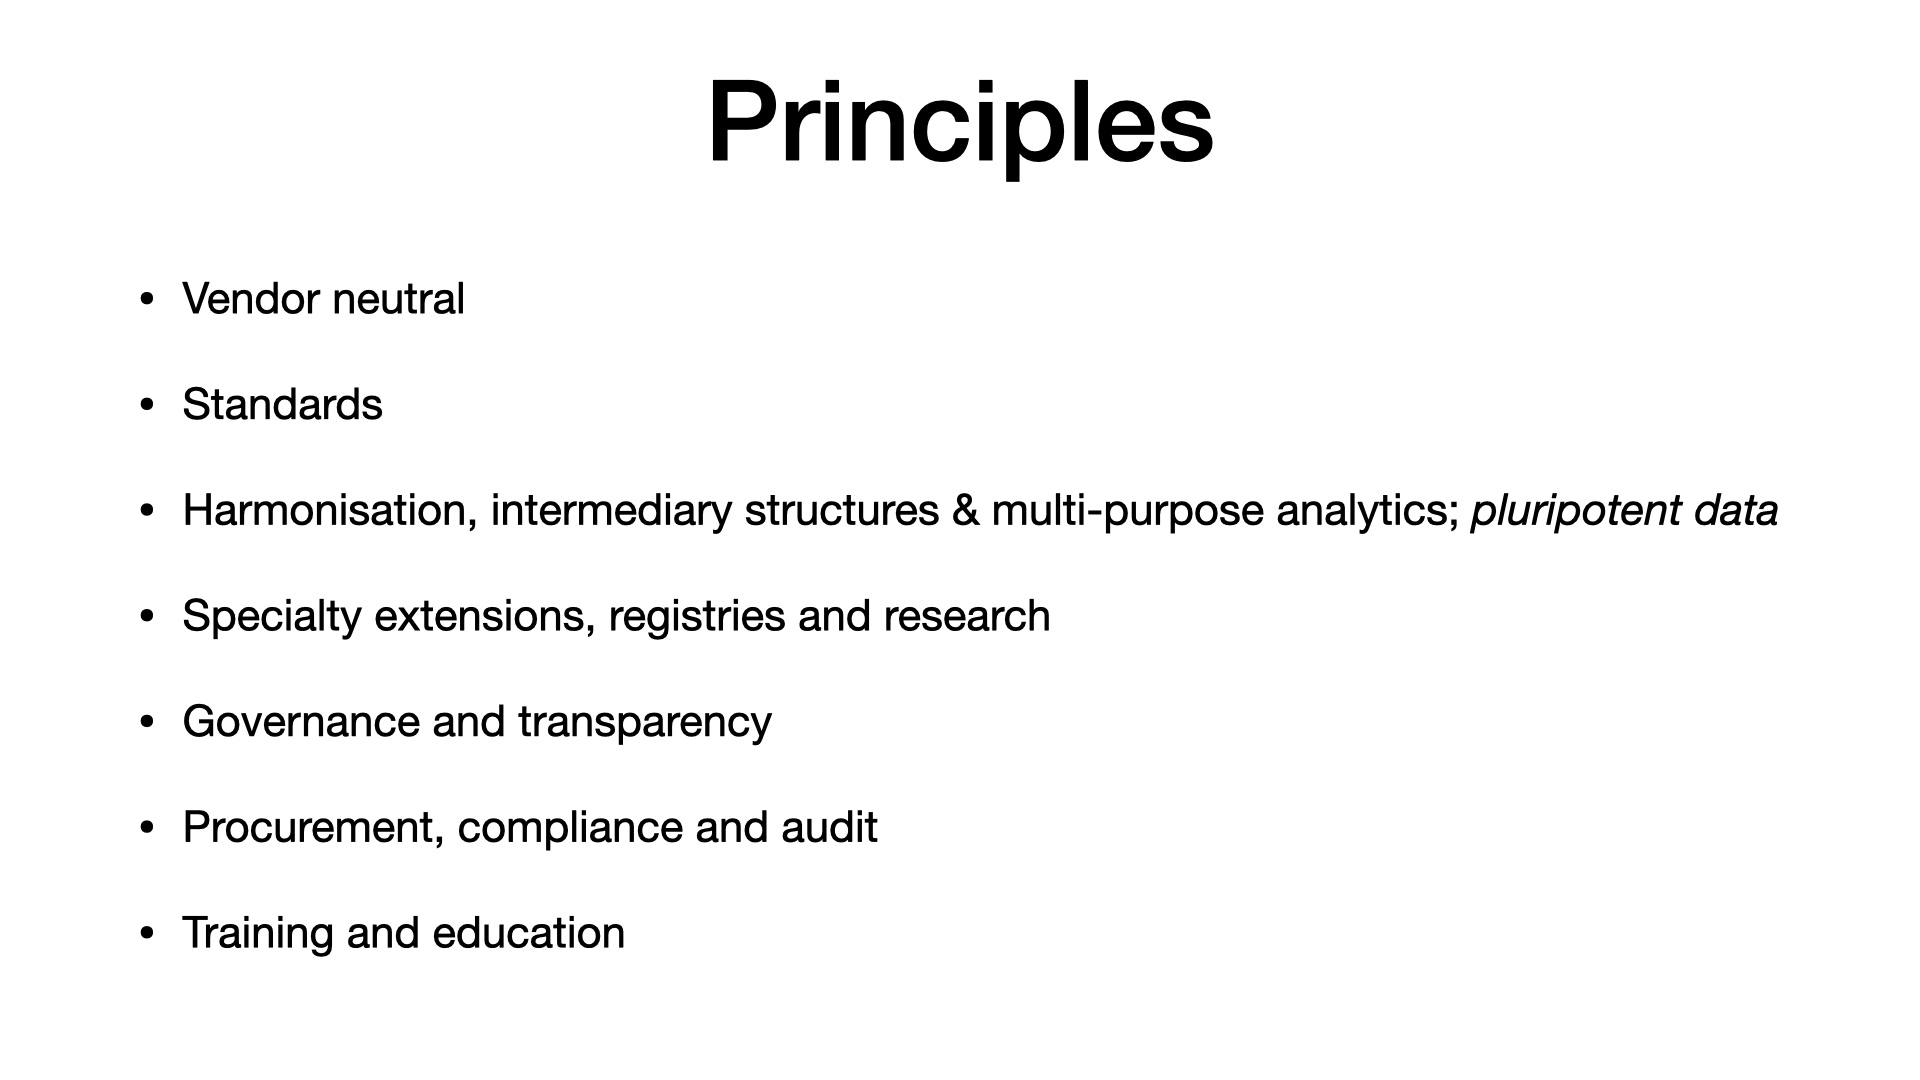 Principles
• Vendor neutral
• Standards
• Harmonisation, intermediary structures & multi-purpose analytics; pluripotent data
• Specialty extensions, registries and research
• Governance and transparency
• Procurement, compliance and audit
• Training and education